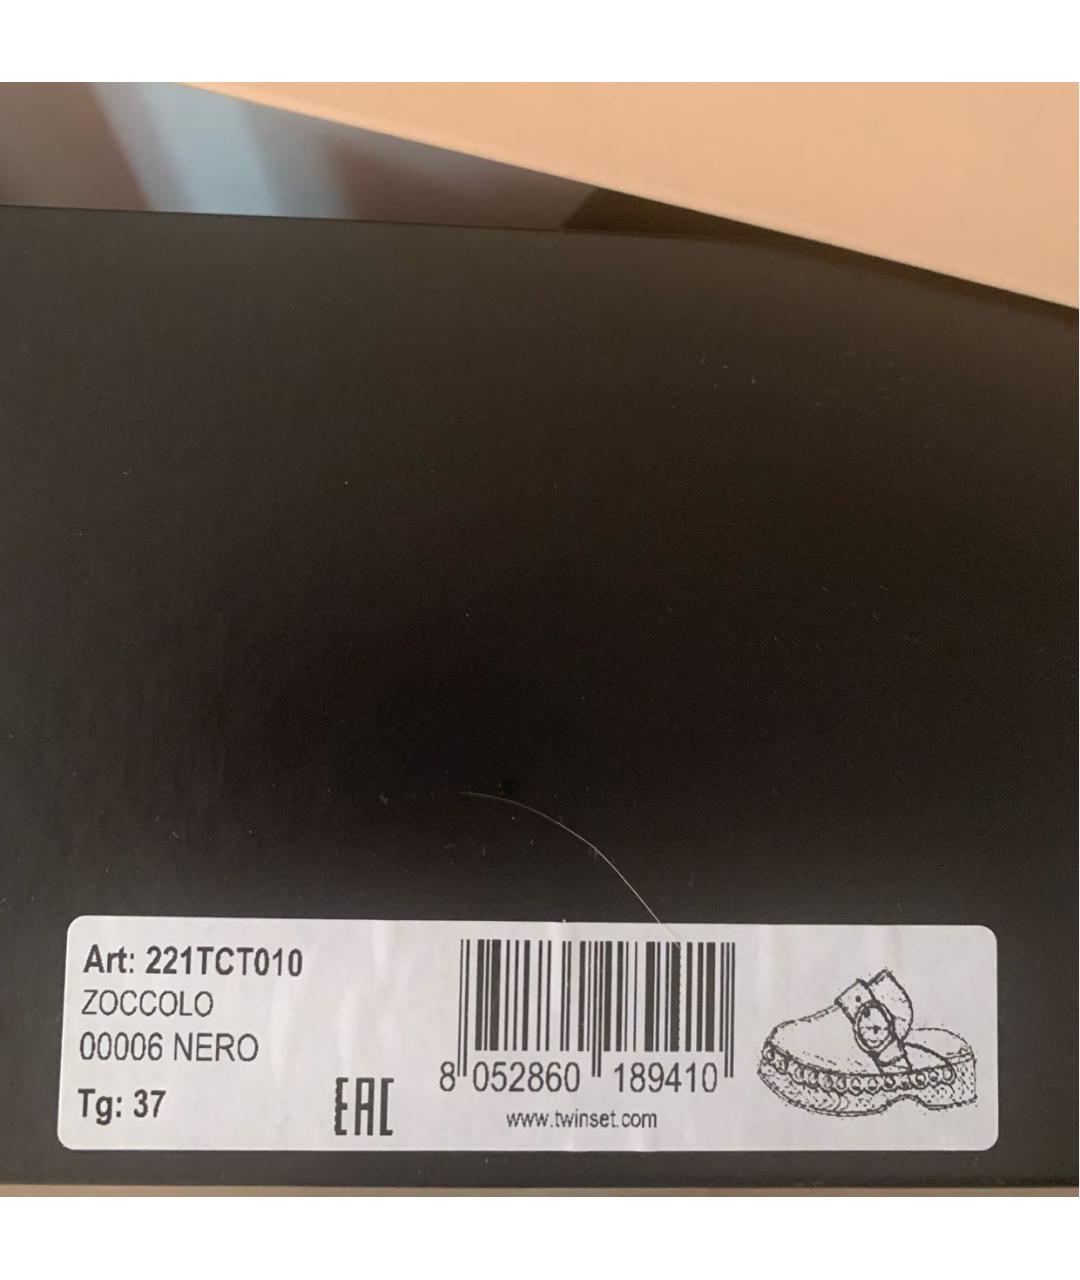 Art: 221TCT010
ZOCCOLO
00006 NERO
Tg: 37
EAC
8 052860 189410
www.twinset.com